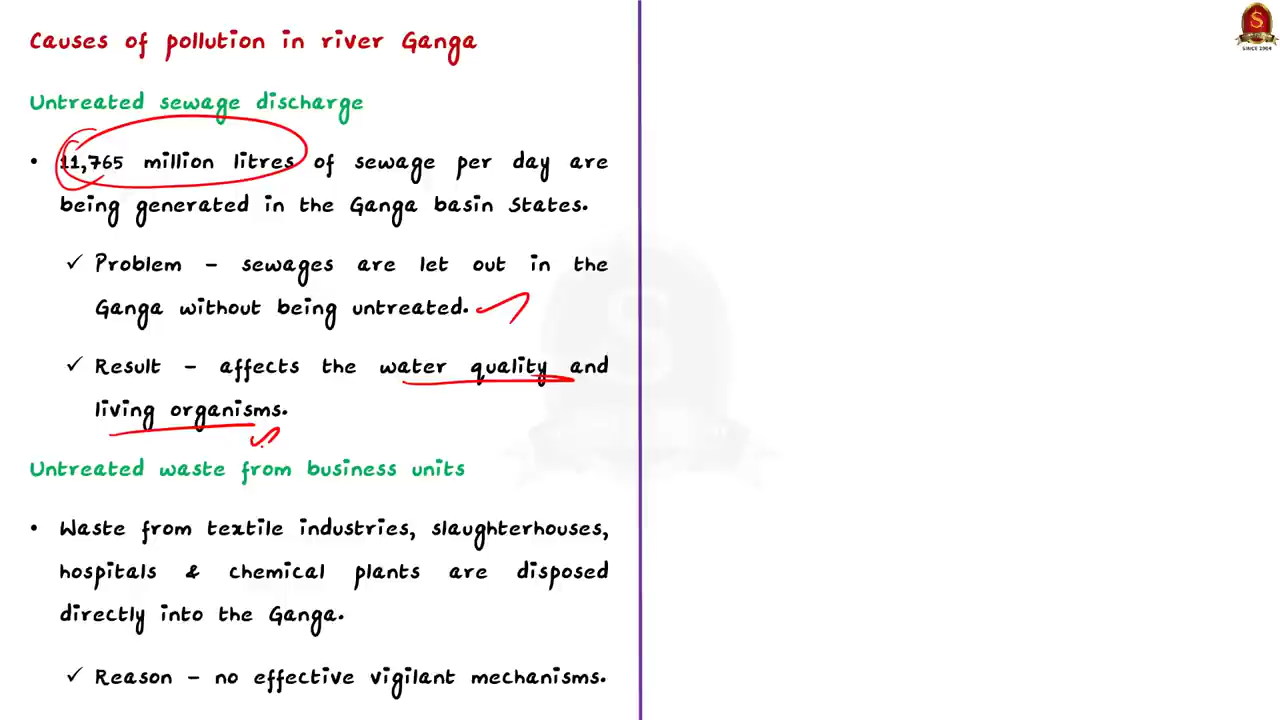 Causes of pollution in river Ganga
S
SINCE 2004
Untreated sewage discharge
• 11,765 million litres of sewage per day are
being generated in the Ganga basin States.
✓ Problem – sewages are let out in the
Ganga without being untreated.
✓ Result – affects the water quality and
living organisms.
Untreated waste from business units
• Waste from textile industries, slaughterhouses,
hospitals & chemical plants are disposed
directly into the Ganga.
✓ Reason – no effective vigilant mechanisms.